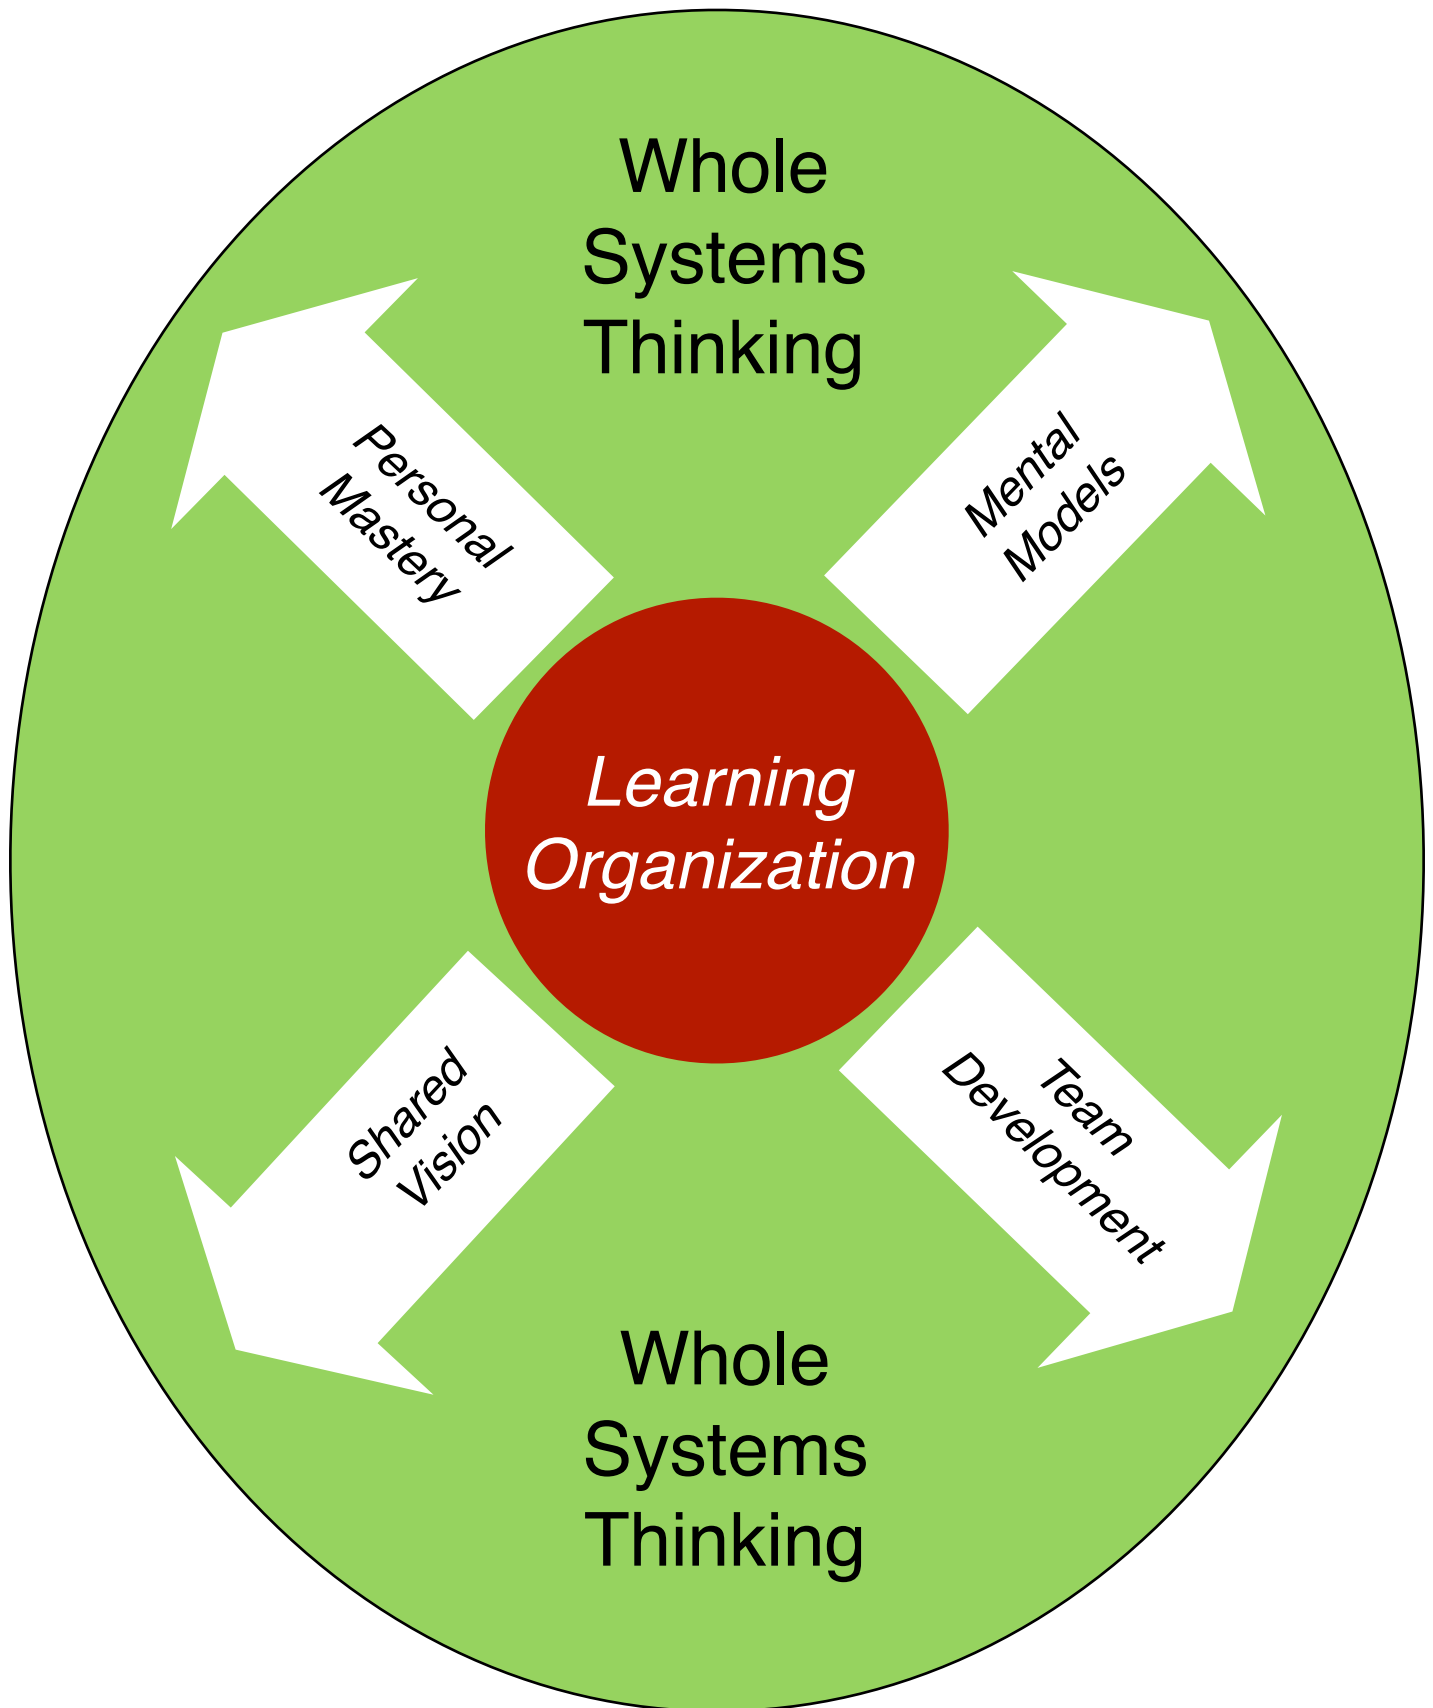 Whole
Systems
Thinking
Personal
Mastery
Mental
Models
Learning
Organization
Shared
Vision
Team
Development
Whole
Systems
Thinking